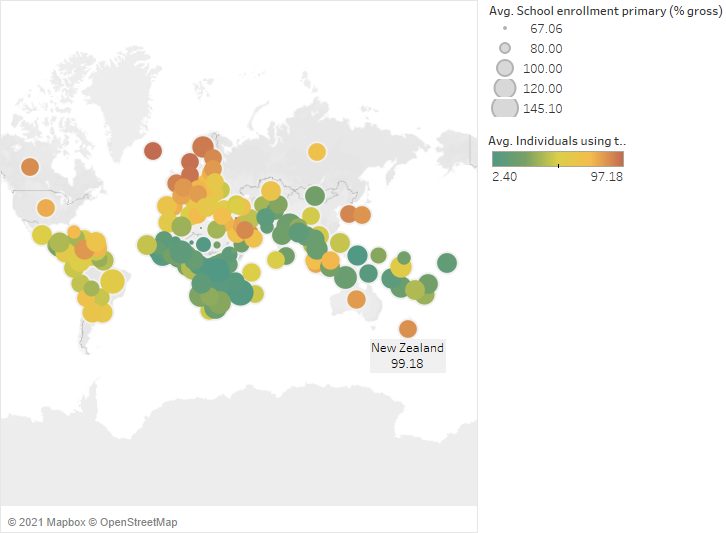 Avg. School enrollment primary (% gross)
67.06
80.00
100.00
120.00
145.10
Avg. Individuals using t..
2.40 97.18
New Zealand
99.18
© 2021 Mapbox © OpenStreetMap